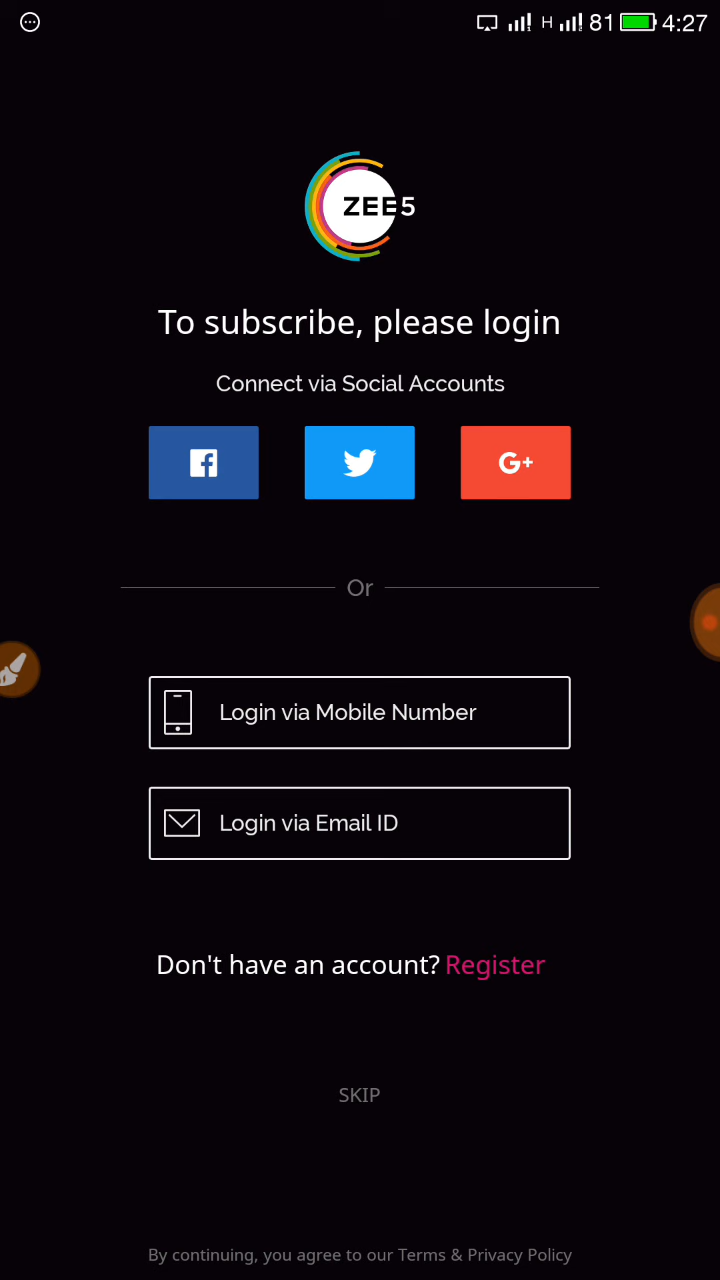 H 81 4:27
ZEE5
To subscribe, please login
Connect via Social Accounts
G+
Or
Login via Mobile Number
Login via Email ID
Don't have an account? Register
SKIP
By continuing, you agree to our Terms & Privacy Policy